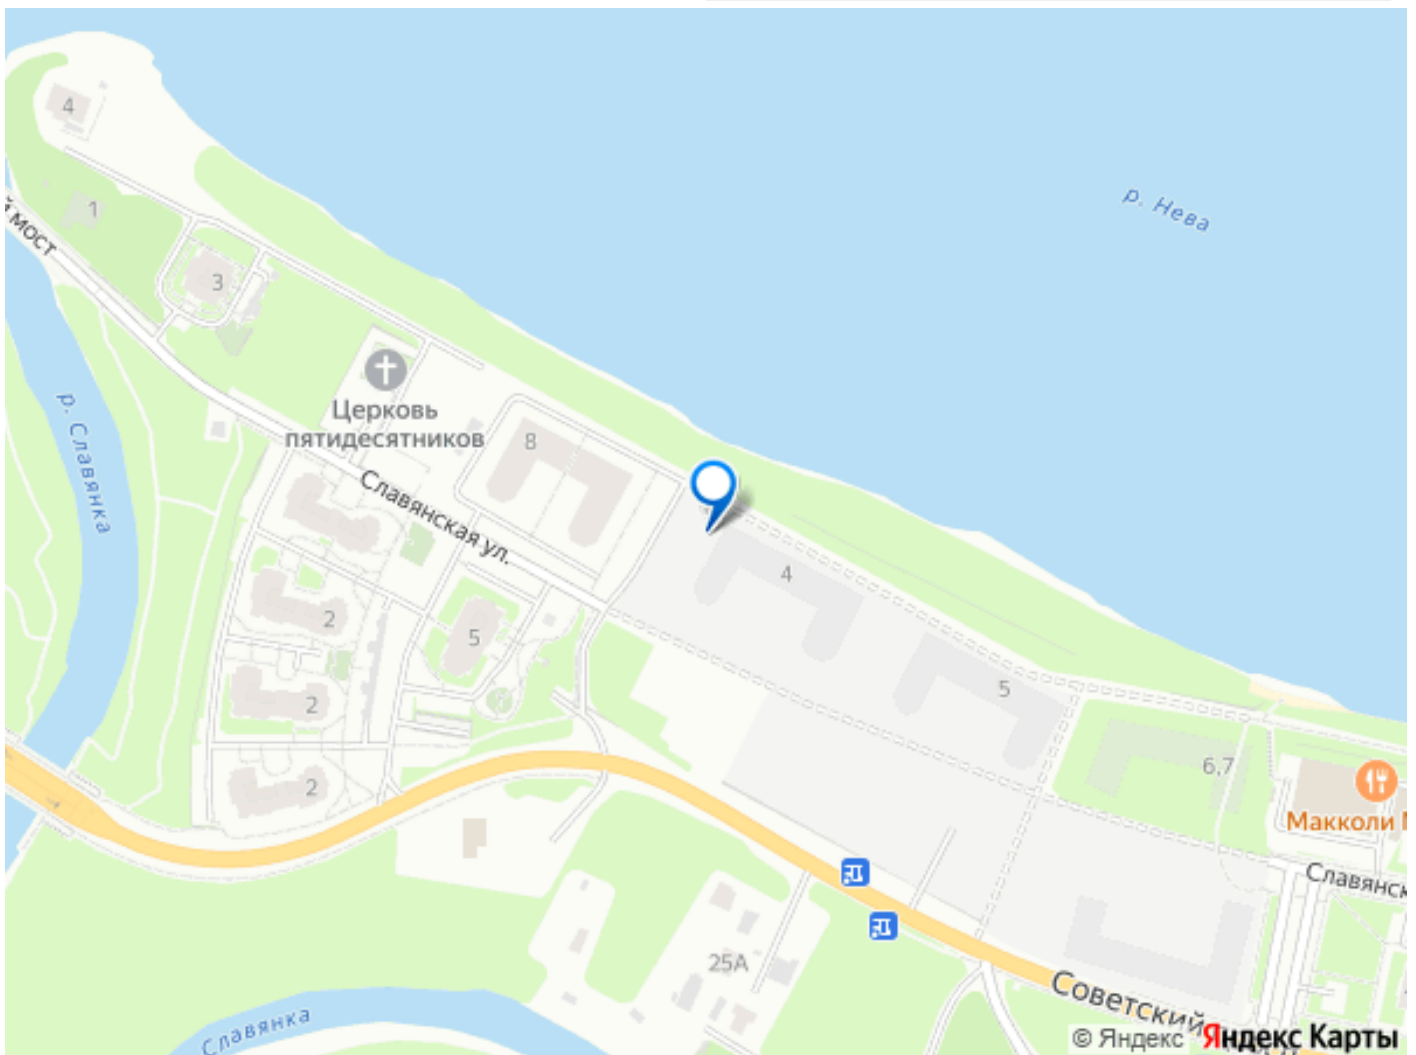 4
р. Нева
1
й мост
3
Церковь
пятидесятников
8
р. Славянка
Славянская ул.
4
2
5
2
5
6,7
2
Макколи
Славянск
25А
Славянка
Советский
© Яндекс Яндекс Карты